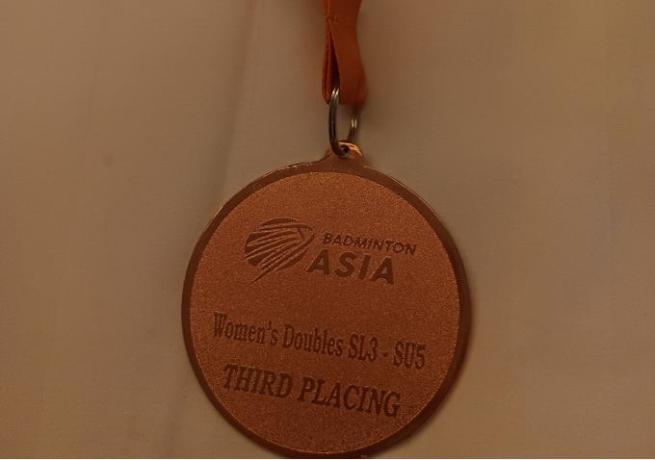 BADMINTON
ASIA
Women's Doubles SL3 - SU5
THIRD PLACING